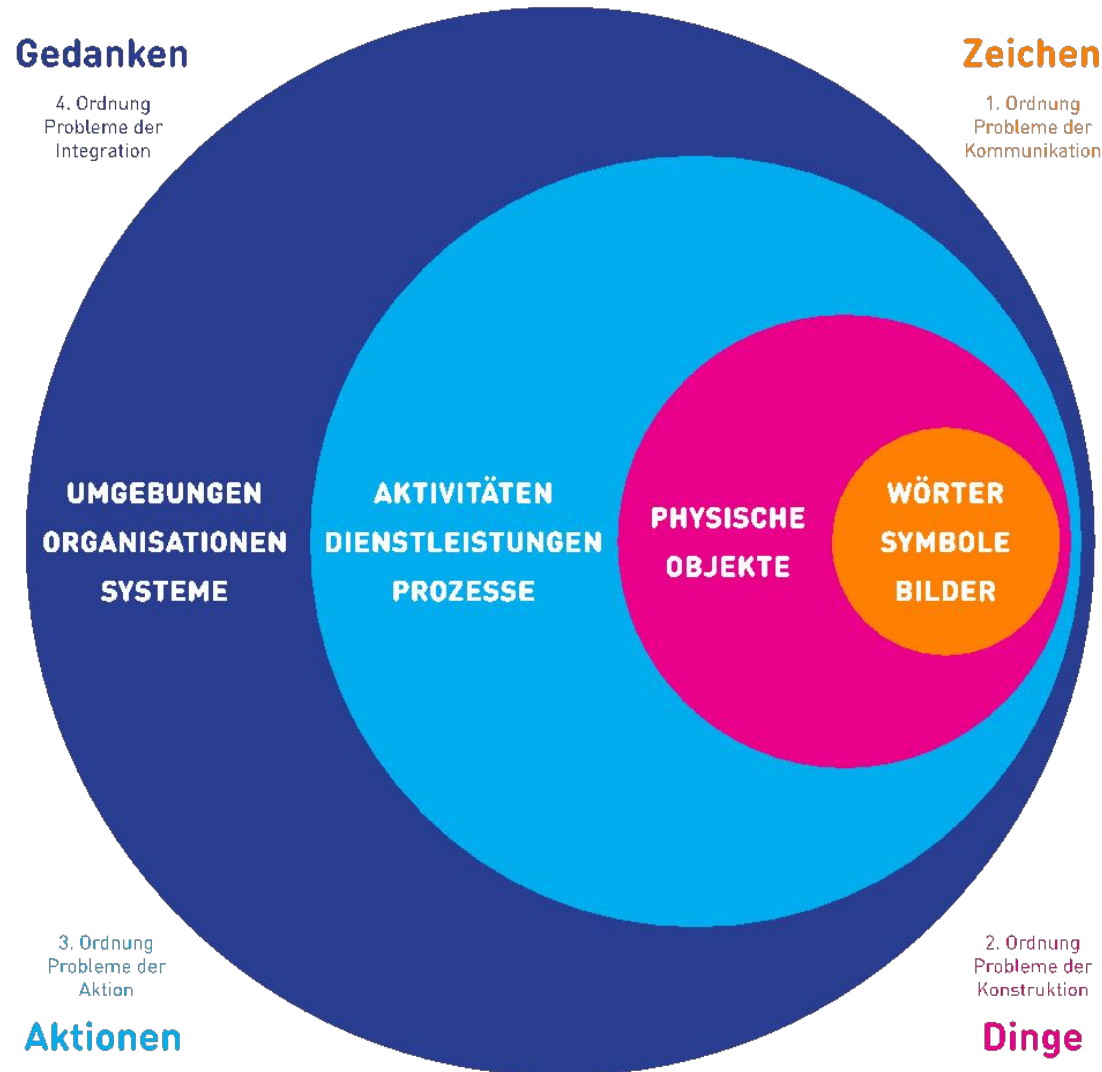 Gedanken
4. Ordnung
Probleme der
Integration
Zeichen
1. Ordnung
Probleme der
Kommunikation
UMGEBUNGEN
ORGANISATIONEN
SYSTEME
AKTIVITÄTEN
DIENSTLEISTUNGEN
PROZESSE
PHYSISCHE
OBJEKTE
WÖRTER
SYMBOLE
BILDER
3. Ordnung
Probleme der
Aktion
Aktionen
2. Ordnung
Probleme der
Konstruktion
Dinge